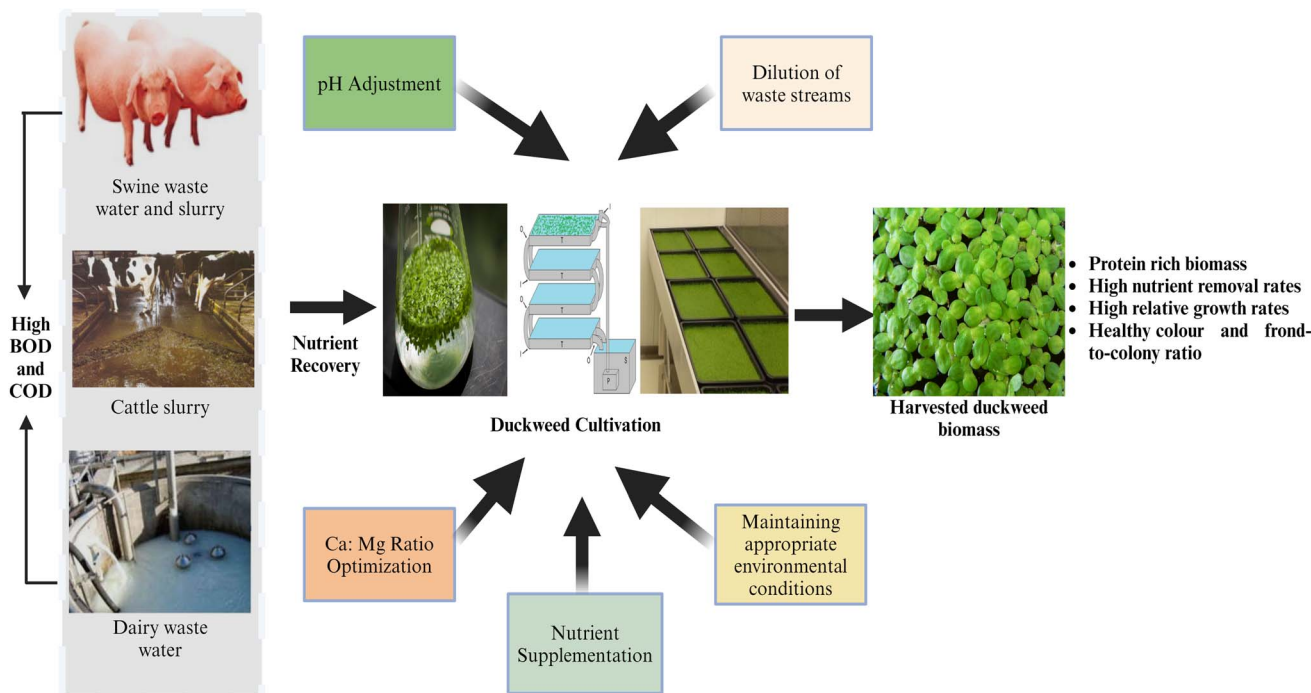 pH Adjustment
Dilution of
waste streams
Swine waste
water and slurry
High
BOD
and
COD
Cattle slurry
Dairy waste
water
Nutrient
Recovery
I
O
T
I
O
T
I
O
T
I
O
T
S
P
Duckweed Cultivation
Harvested duckweed
biomass
• Protein rich biomass
• High nutrient removal rates
• High relative growth rates
• Healthy colour and frond-
to-colony ratio
Ca: Mg Ratio
Optimization
Nutrient
Supplementation
Maintaining
appropriate
environmental
conditions